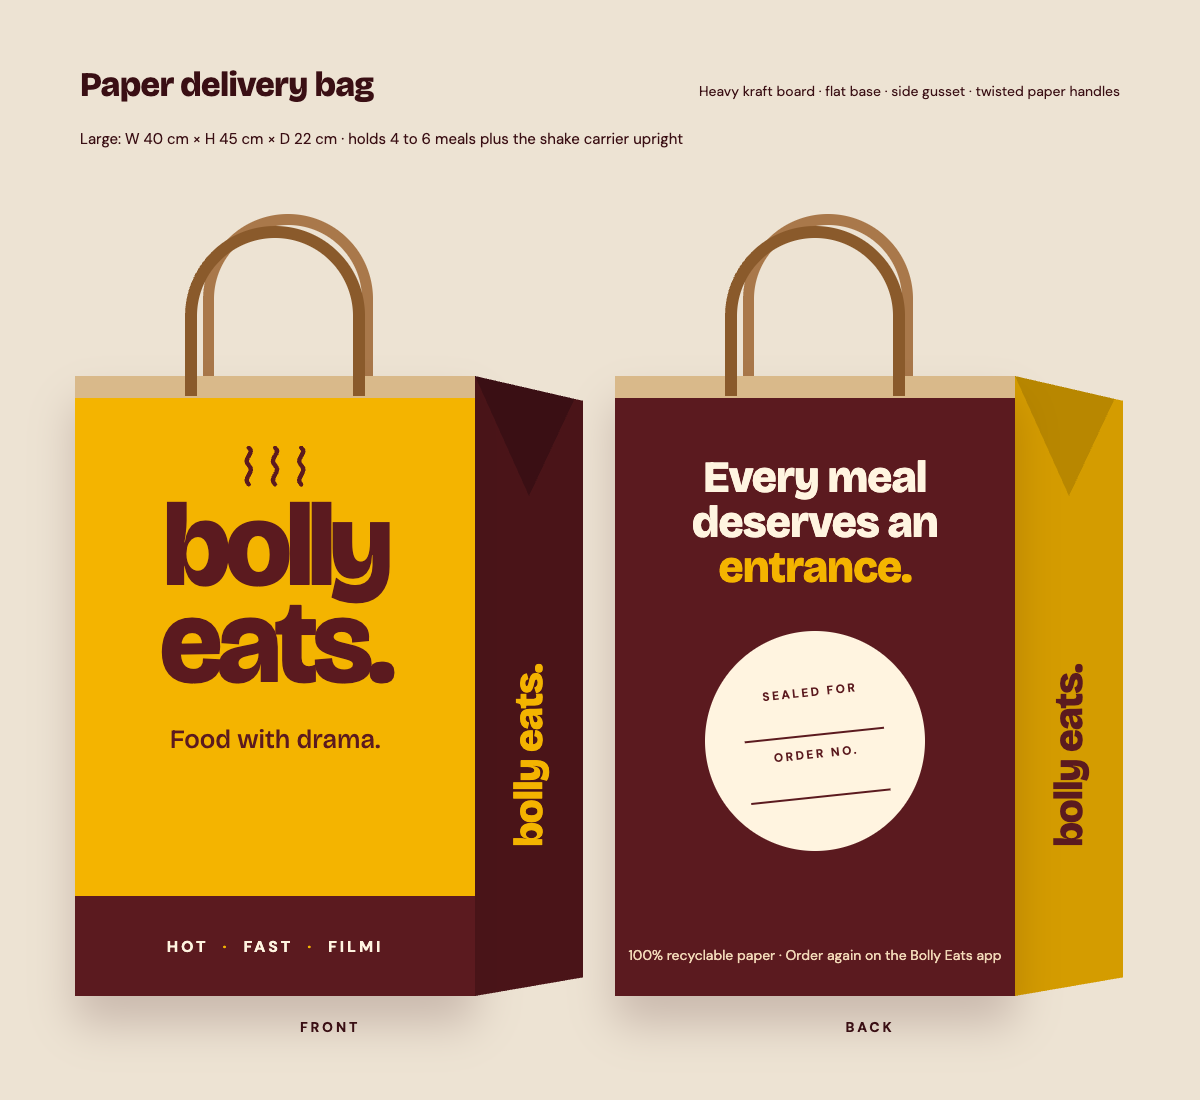 Paper delivery bag
Heavy kraft board · flat base · side gusset · twisted paper handles
Large: W 40 cm × H 45 cm × D 22 cm · holds 4 to 6 meals plus the shake carrier upright
bolly
eats.
Food with drama.
HOT · FAST · FILMI
bolly eats.
FRONT
Every meal
deserves an
entrance.
SEALED FOR
ORDER NO.
100% recyclable paper · Order again on the Bolly Eats app
bolly eats.
BACK